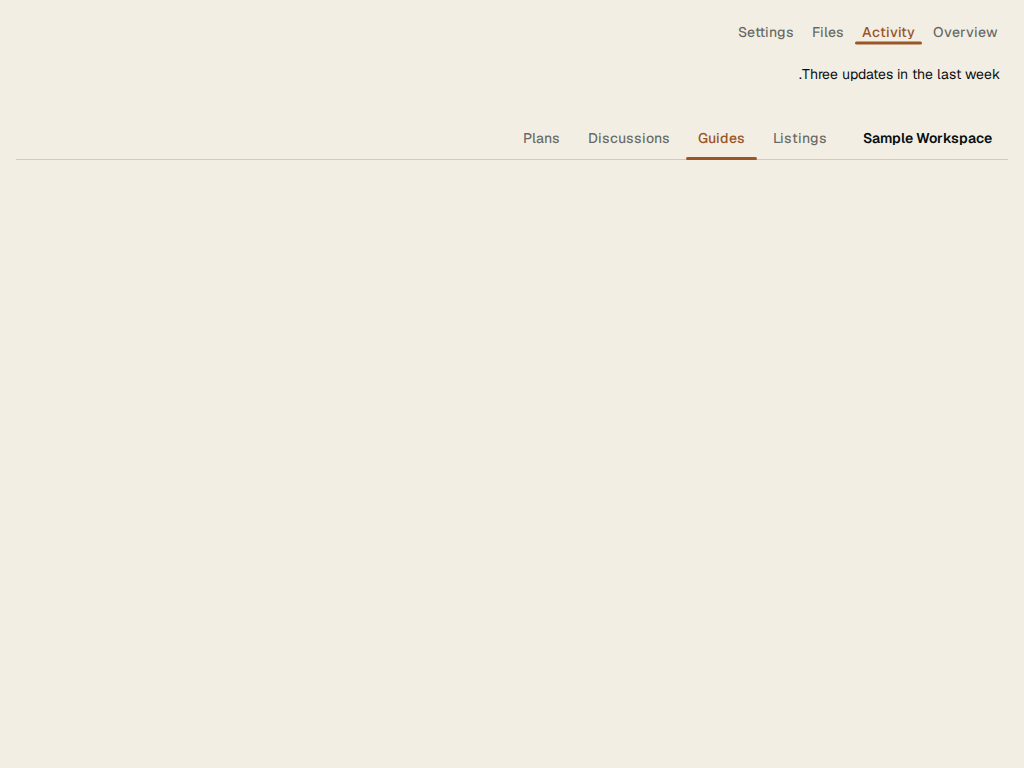 Overview Activity Files Settings
Three updates in the last week.
Sample Workspace Listings Guides Discussions Plans